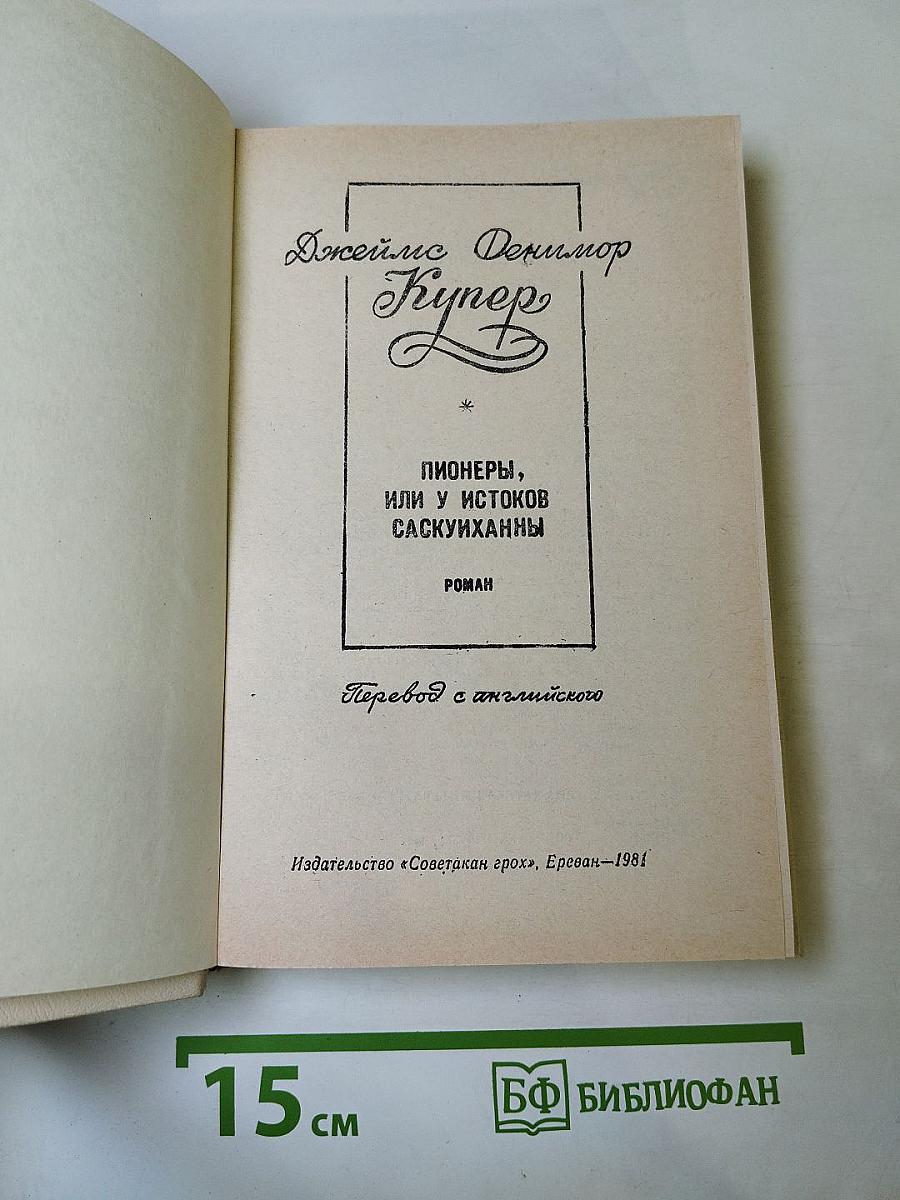 Джеймс Фенимор
Купер
*
ПИОНЕРЫ,
ИЛИ У ИСТОКОВ
САСКУИХАННЫ
РОМАН
Перевод с английского
Издательство «Советакан грох», Ереван—1981
15 см
БФ БИБЛИОФАН